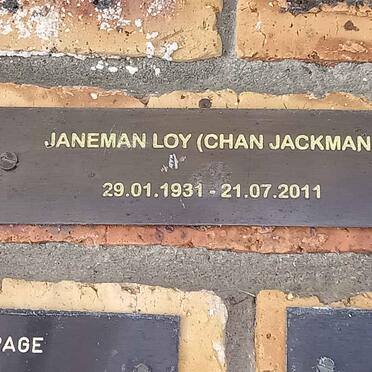 JANEMAN LOY (CHAN JACKMAN
29.01.1931 - 21.07.2011
PAGE